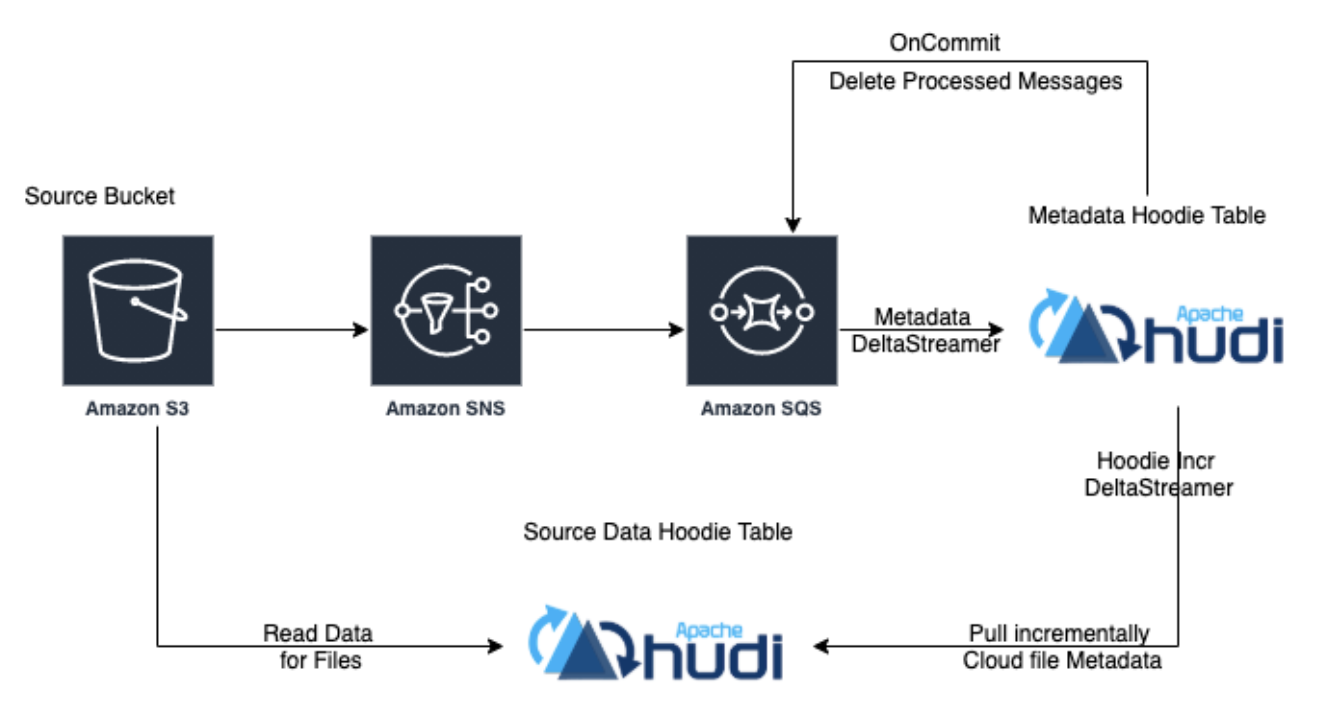 OnCommit
Delete Processed Messages
Source Bucket
Metadata Hoodie Table
Metadata
DeltaStreamer
Apache
hudi
Amazon S3
Amazon SNS
Amazon SQS
Hoodie Incr
DeltaStreamer
Source Data Hoodie Table
Read Data
for Files
Apache
hudi
Pull incrementally
Cloud file Metadata